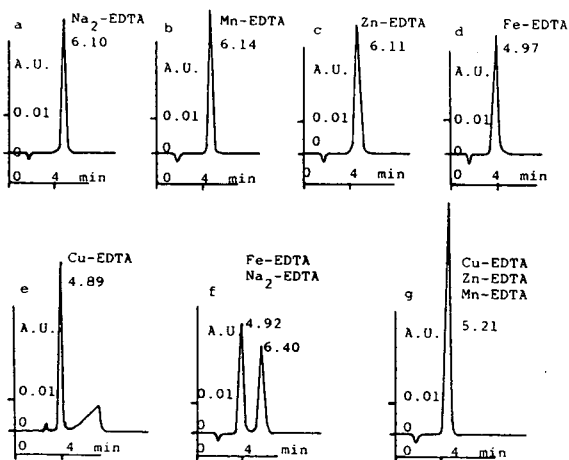 a
Na2-EDTA
6.10
A.U.
0.01
0
0 4 min
b
Mn-EDTA
6.14
A.U.
0.01
0
0 4 min
c
Zn-EDTA
6.11
A.U.
0.01
0
0 4 min
d
Fe-EDTA
4.97
A.U.
0.01
0
0 4 min
e
Cu-EDTA
4.89
A.U.
0.01
0
0 4 min
f
Fe-EDTA
Na2-EDTA
A.U
4.92
6.40
0.01
0
0 4 min
g
Cu-EDTA
Zn-EDTA
Mn-EDTA
5.21
A.U.
0.01
0
0 4 min